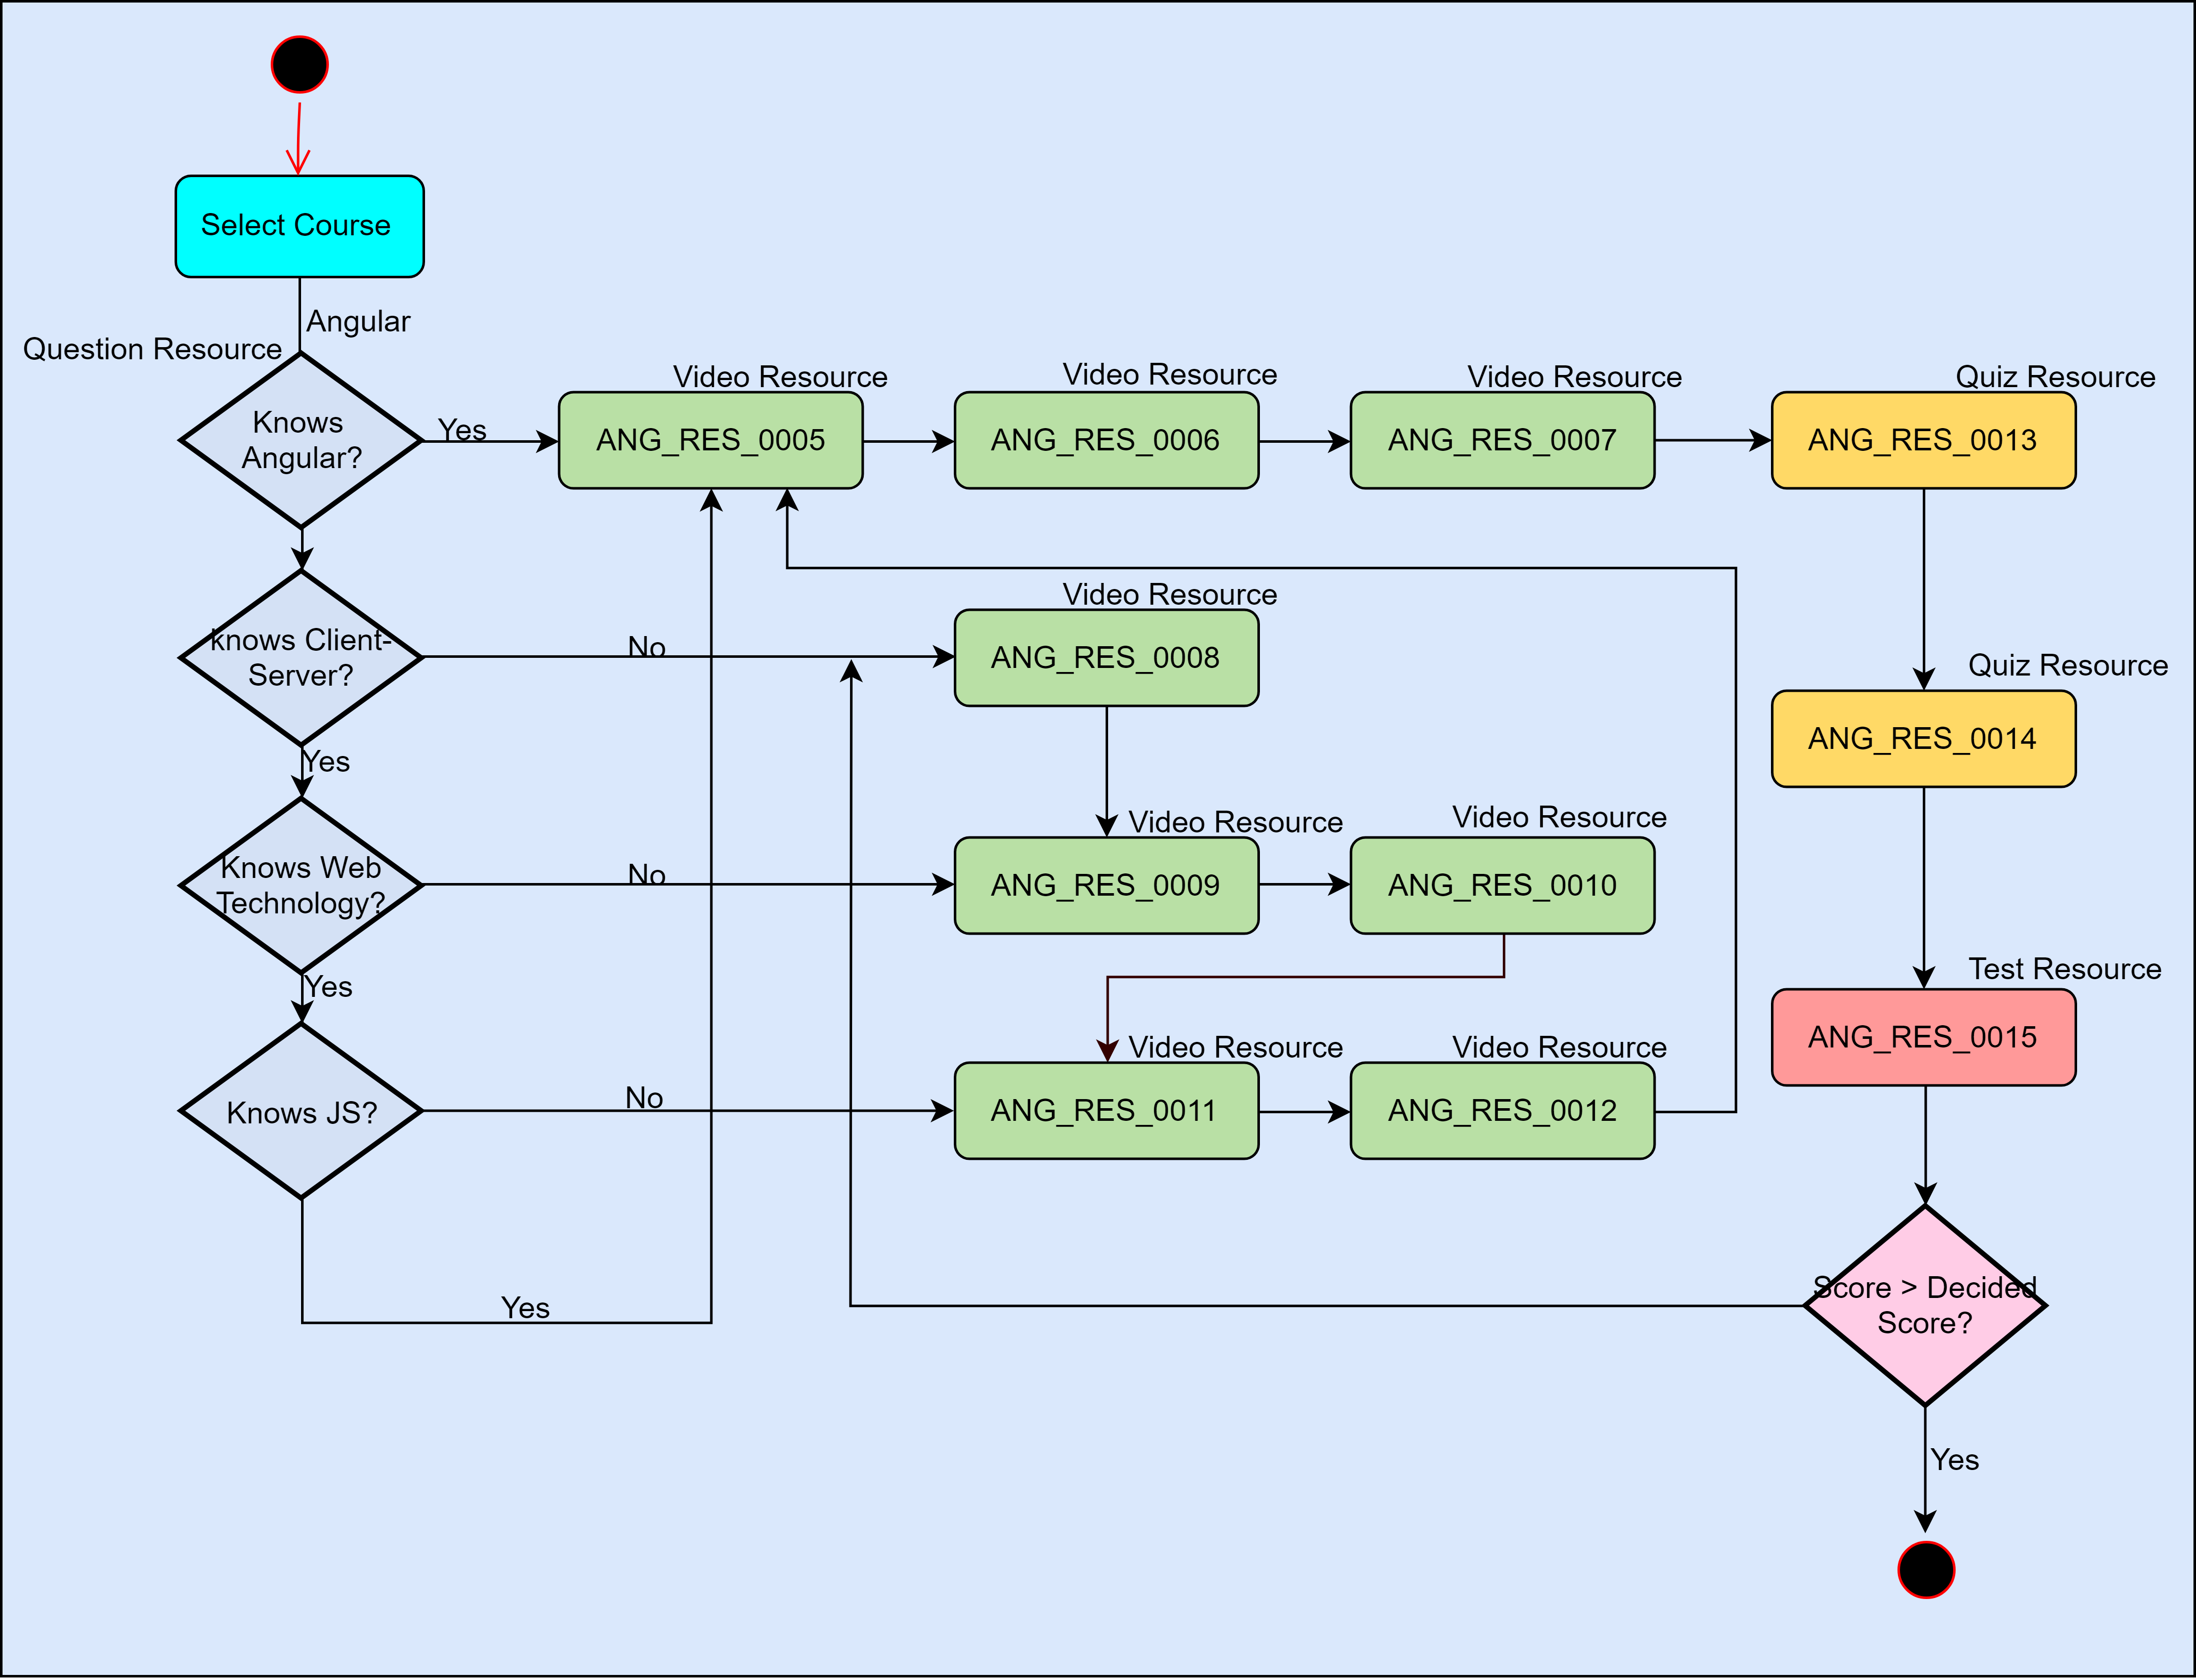 Select Course
Angular
Question Resource
Knows
Angular?
Yes
Video Resource
ANG_RES_0005
Video Resource
ANG_RES_0006
Video Resource
ANG_RES_0007
Quiz Resource
ANG_RES_0013
knows Client-
Server?
No
Video Resource
ANG_RES_0008
Quiz Resource
ANG_RES_0014
Yes
Knows Web
Technology?
No
Video Resource
ANG_RES_0009
Video Resource
ANG_RES_0010
Yes
Test Resource
ANG_RES_0015
Knows JS?
No
Video Resource
ANG_RES_0011
Video Resource
ANG_RES_0012
Yes
Score > Decided
Score?
Yes